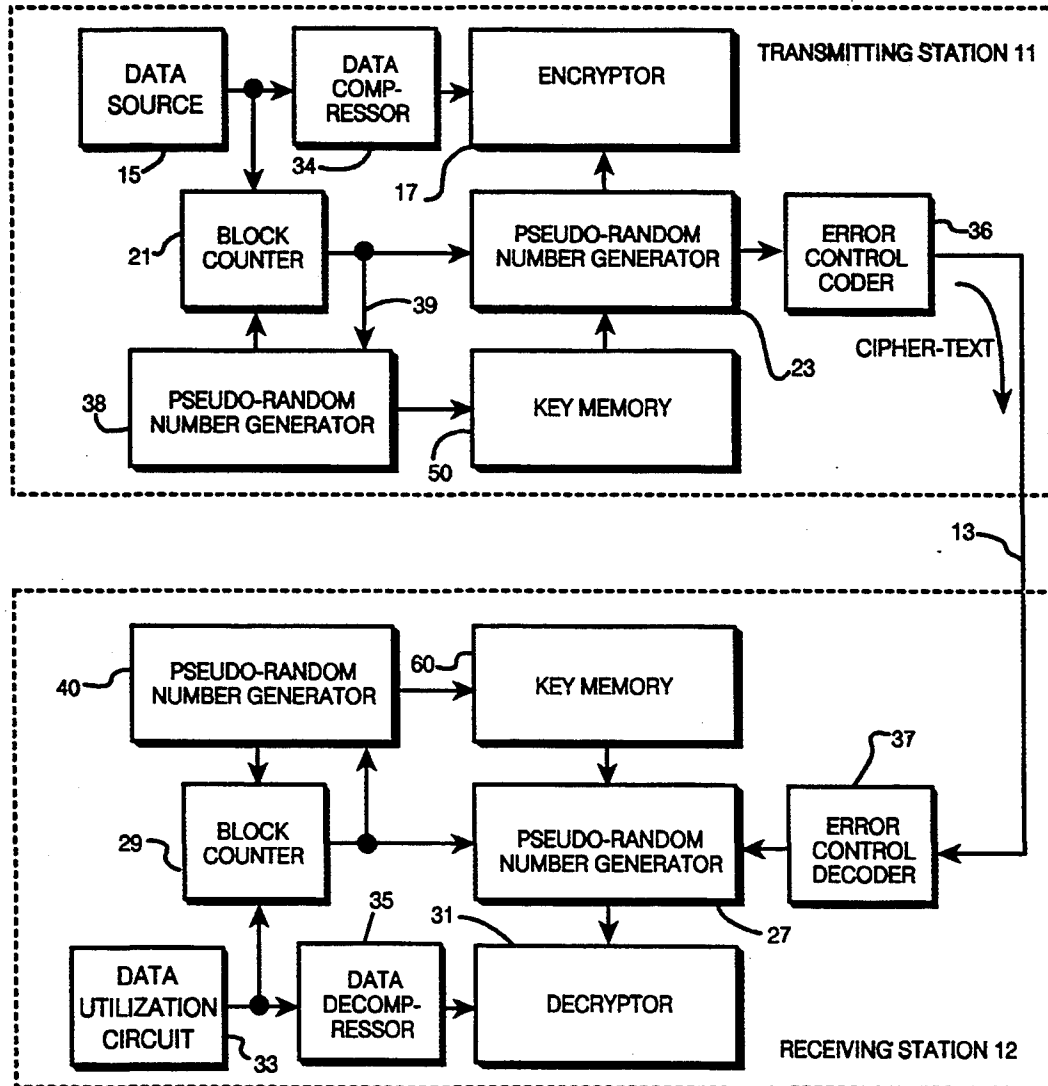 TRANSMITTING STATION 11
DATA
SOURCE
15
DATA
COMP-
RESSOR
34
ENCRYPTOR
17
BLOCK
COUNTER
21
PSEUDO-RANDOM
NUMBER GENERATOR
23
ERROR
CONTROL
CODER
36
39
CIPHER-TEXT
PSEUDO-RANDOM
NUMBER GENERATOR
38
KEY MEMORY
50
13
PSEUDO-RANDOM
NUMBER GENERATOR
40
KEY MEMORY
60
BLOCK
COUNTER
29
PSEUDO-RANDOM
NUMBER GENERATOR
27
ERROR
CONTROL
DECODER
37
DATA
UTILIZATION
CIRCUIT
33
DATA
DECOMP-
RESSOR
35
DECRYPTOR
31
RECEIVING STATION 12